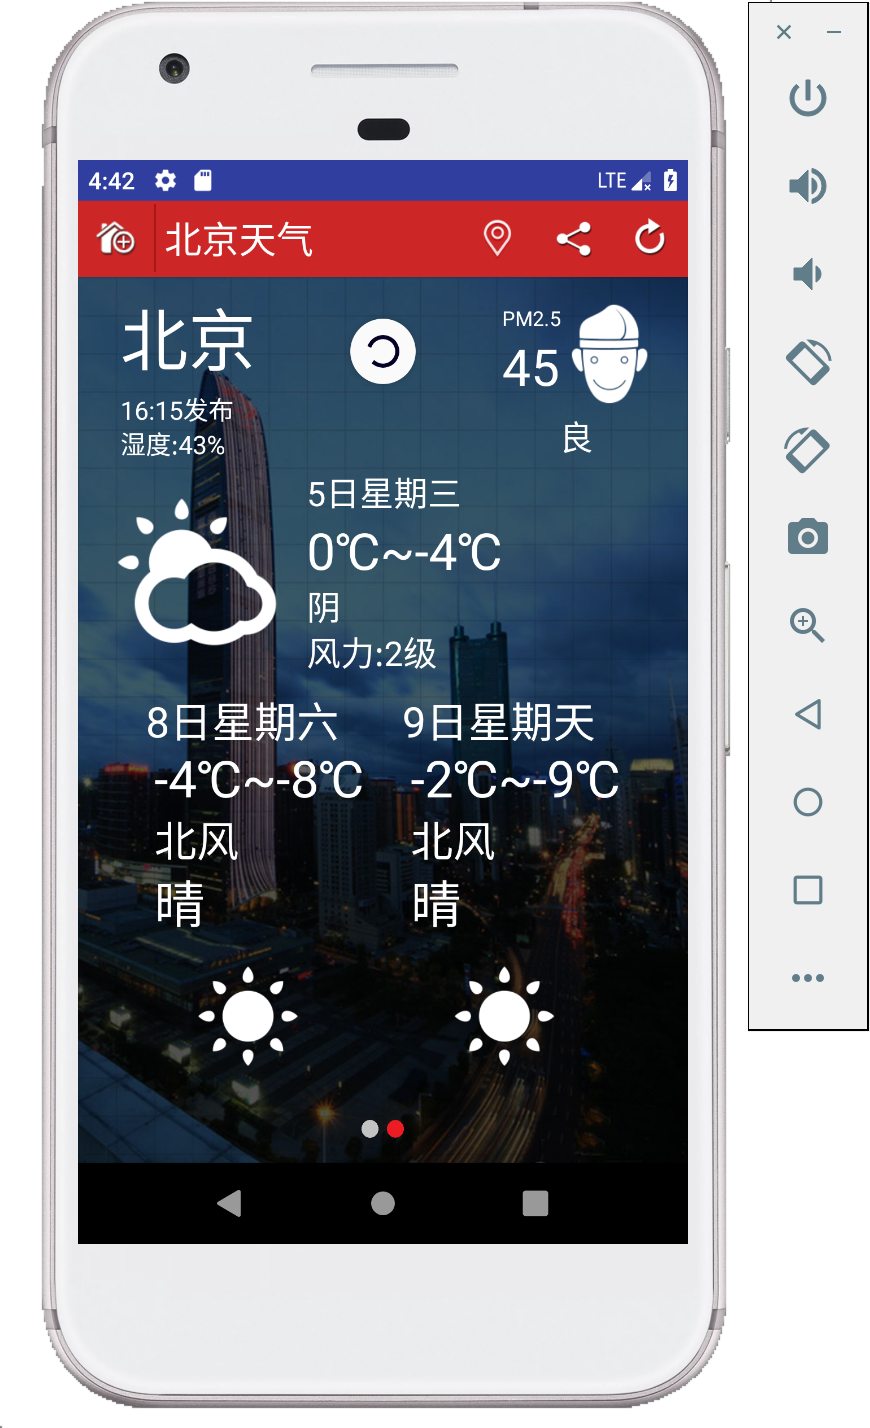 4:42 LTE
北京天气
北京
PM2.5
45
良
16:15发布
湿度:43%
5日星期三
0℃~-4℃
阴
风力:2级
8日星期六 9日星期天
-4℃~-8℃ -2℃~-9℃
北风 北风
晴 晴